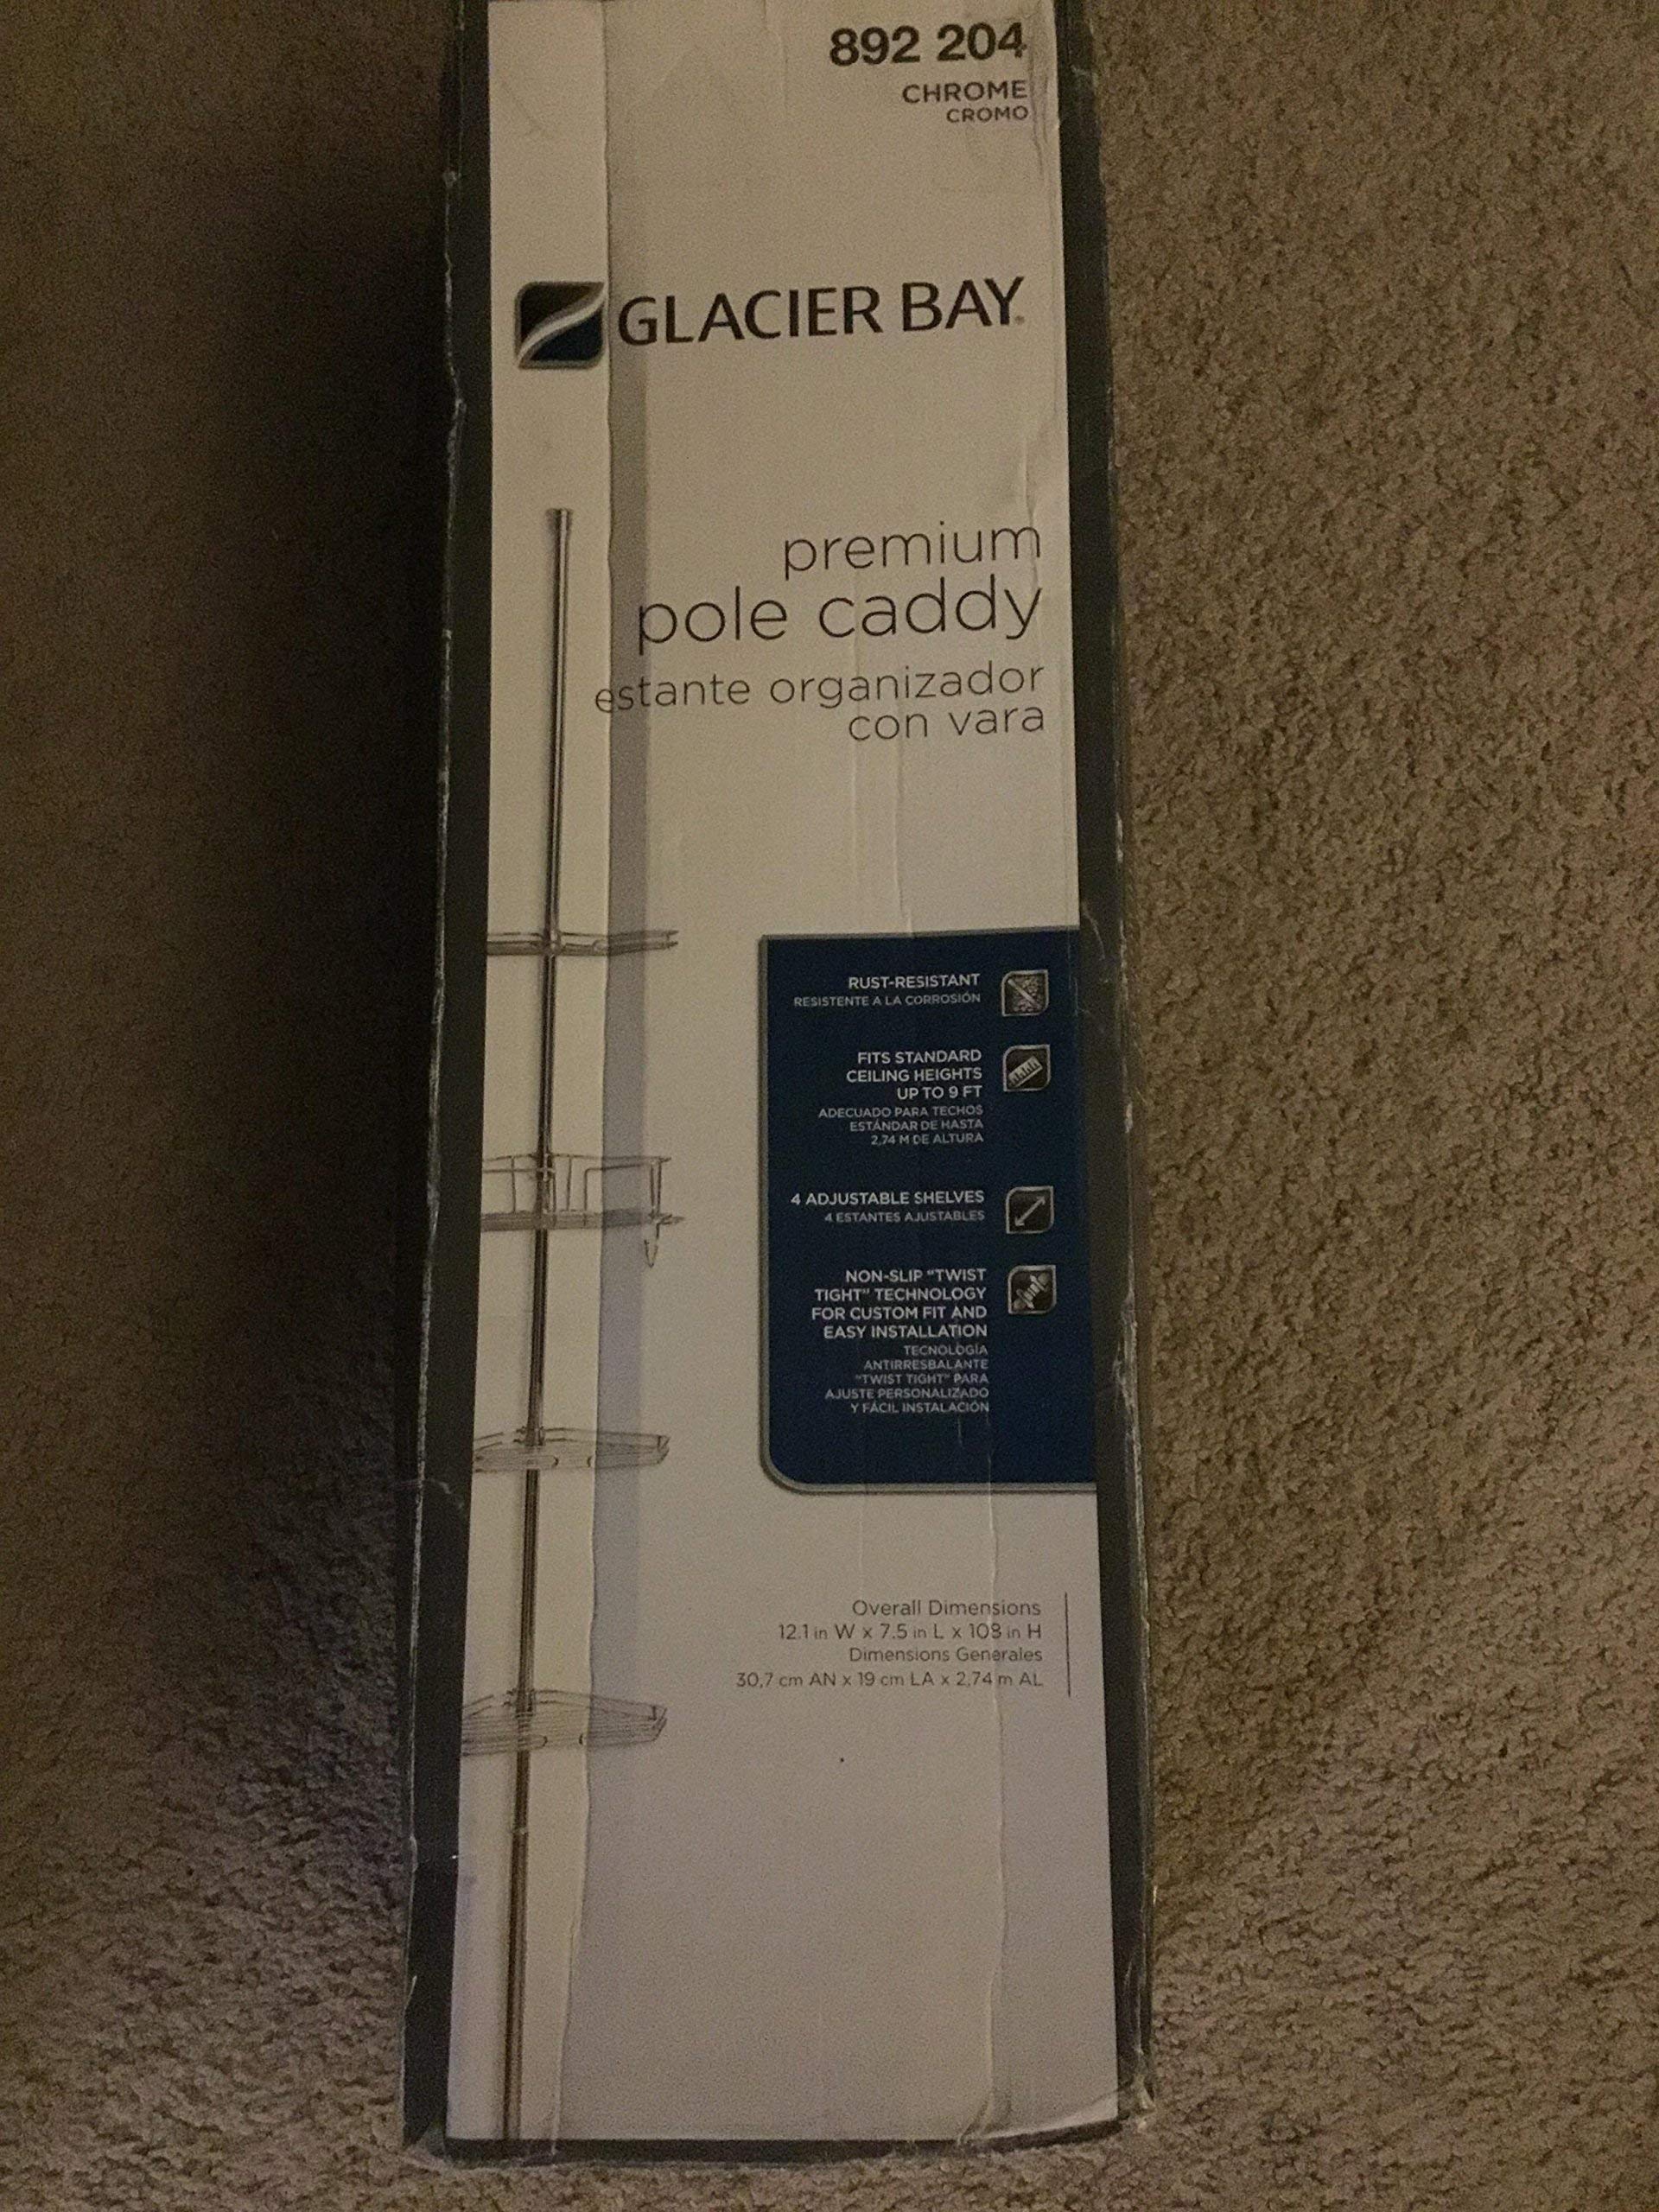 892 204
CHROME
CROMO
GLACIER BAY®
premium
pole caddy
estante organizador
con vara
RUST-RESISTANT
RESISTENTE A LA CORROSIÓN
FITS STANDARD
CEILING HEIGHTS
UP TO 9 FT
ADECUADO PARA TECHOS
ESTÁNDAR DE HASTA
2,74 M DE ALTURA
4 ADJUSTABLE SHELVES
4 ESTANTES AJUSTABLES
NON-SLIP "TWIST
TIGHT" TECHNOLOGY
FOR CUSTOM FIT AND
EASY INSTALLATION
TECNOLOGÍA
ANTIRRESBALANTE
"TWIST TIGHT" PARA
AJUSTE PERSONALIZADO
Y FÁCIL INSTALACIÓN
Overall Dimensions
12.1 in W x 7.5 in L x 108 in H
Dimensions Generales
30,7 cm AN x 19 cm LA x 2,74 m AL